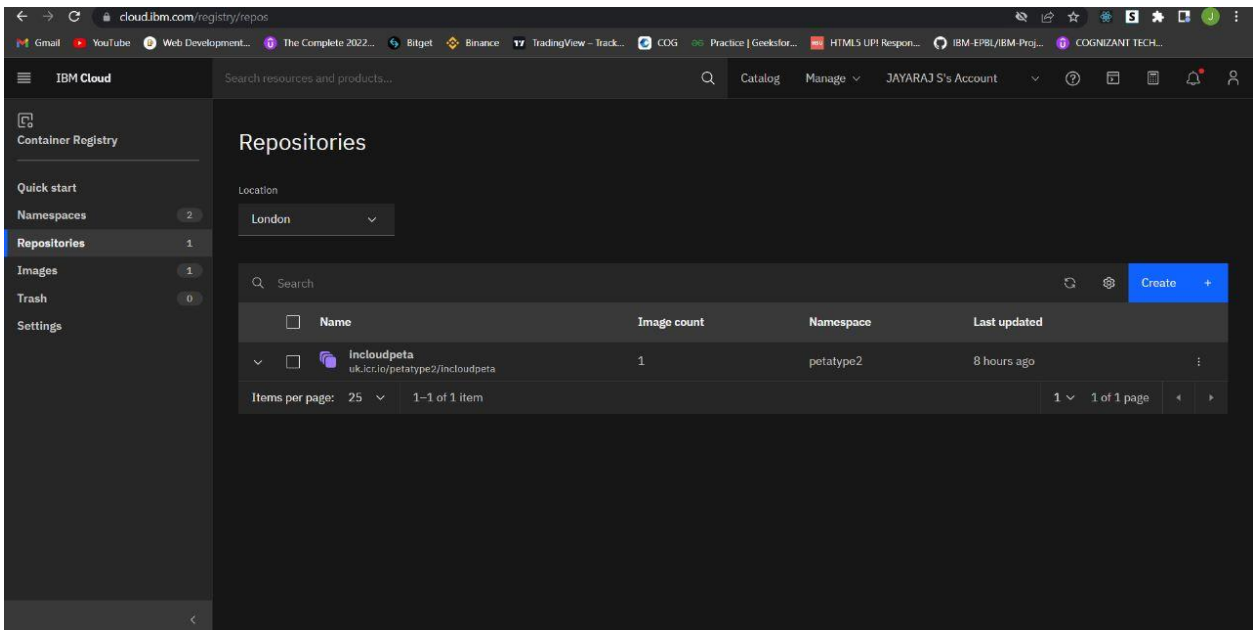 cloud.ibm.com/registry/repos
Gmail YouTube Web Development... The Complete 2022... Bitget Binance TradingView – Track... COG Practice | Geeksfor... HTML5 UP! Respon... IBM-EPBL/IBM-Proj... COGNIZANT TECH...
IBM Cloud Search resources and products... Catalog Manage JAYARAJ S's Account
Container Registry
Repositories
Quick start
Location
Namespaces 2
London
Repositories 1
Images 1
Search Create +
Trash 0
Settings
Name Image count Namespace Last updated
incloudpeta 1 petatype2 8 hours ago
uk.icr.io/petatype2/incloudpeta
Items per page: 25 1–1 of 1 item 1 1 of 1 page